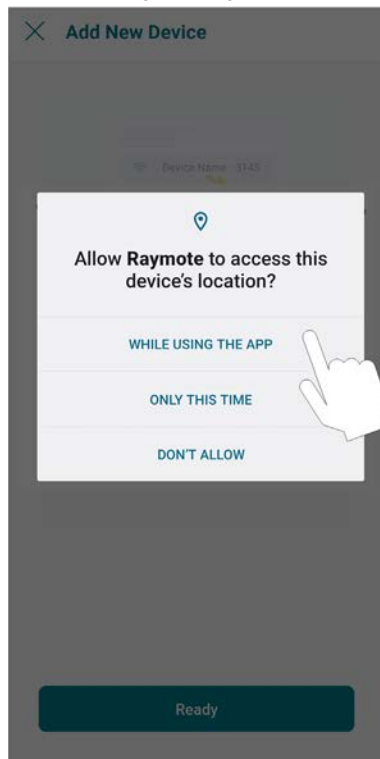 Add New Device
Device Name - 3145
Allow Raymote to access this
device's location?
WHILE USING THE APP
ONLY THIS TIME
DON'T ALLOW
Ready